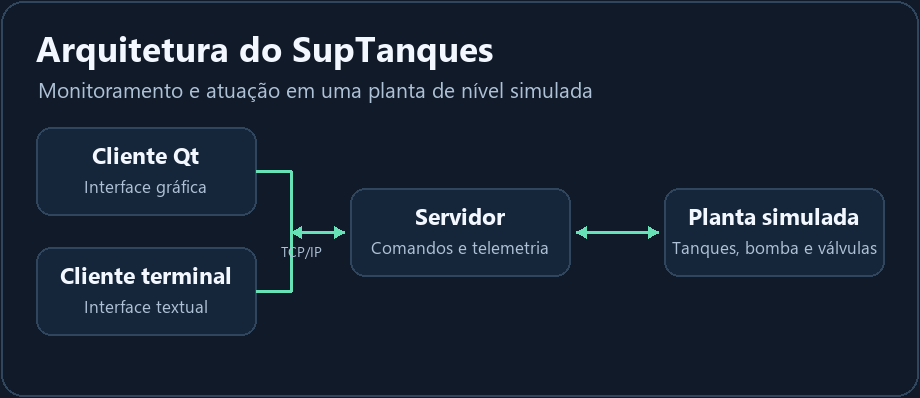 Arquitetura do SupTanques
Monitoramento e atuação em uma planta de nível simulada
Cliente Qt
Interface gráfica
Cliente terminal
Interface textual
TCP/IP
Servidor
Comandos e telemetria
Planta simulada
Tanques, bomba e válvulas